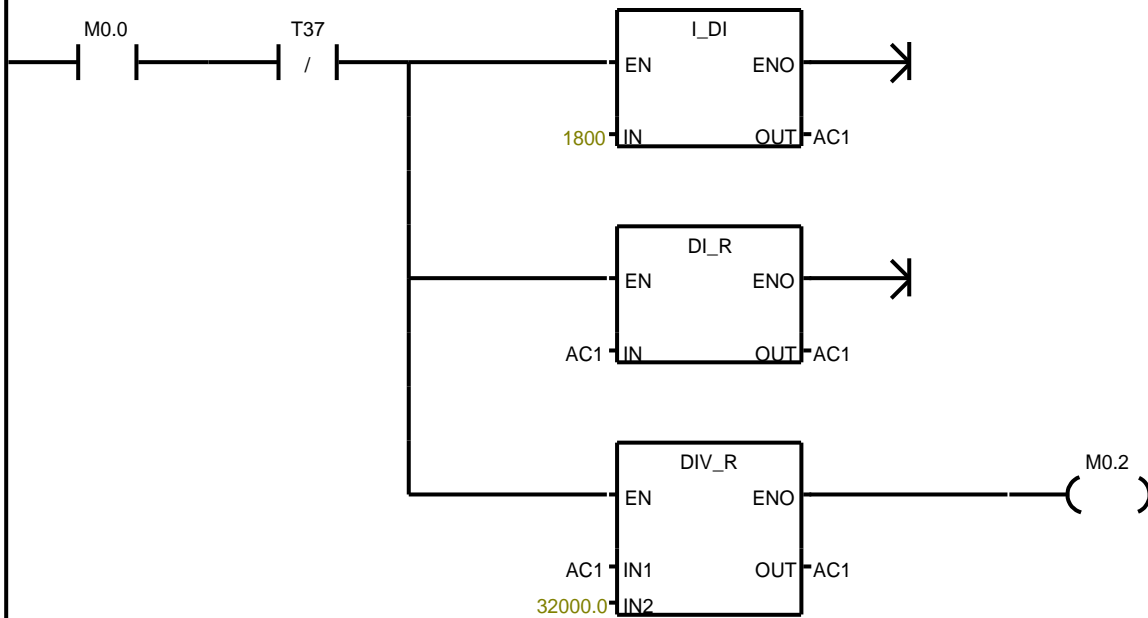 M0.0
T37
/
I_DI
EN
ENO
1800
IN
OUT
AC1
DI_R
EN
ENO
AC1
IN
OUT
AC1
DIV_R
M0.2
EN
ENO
AC1
IN1
OUT
AC1
32000.0
IN2